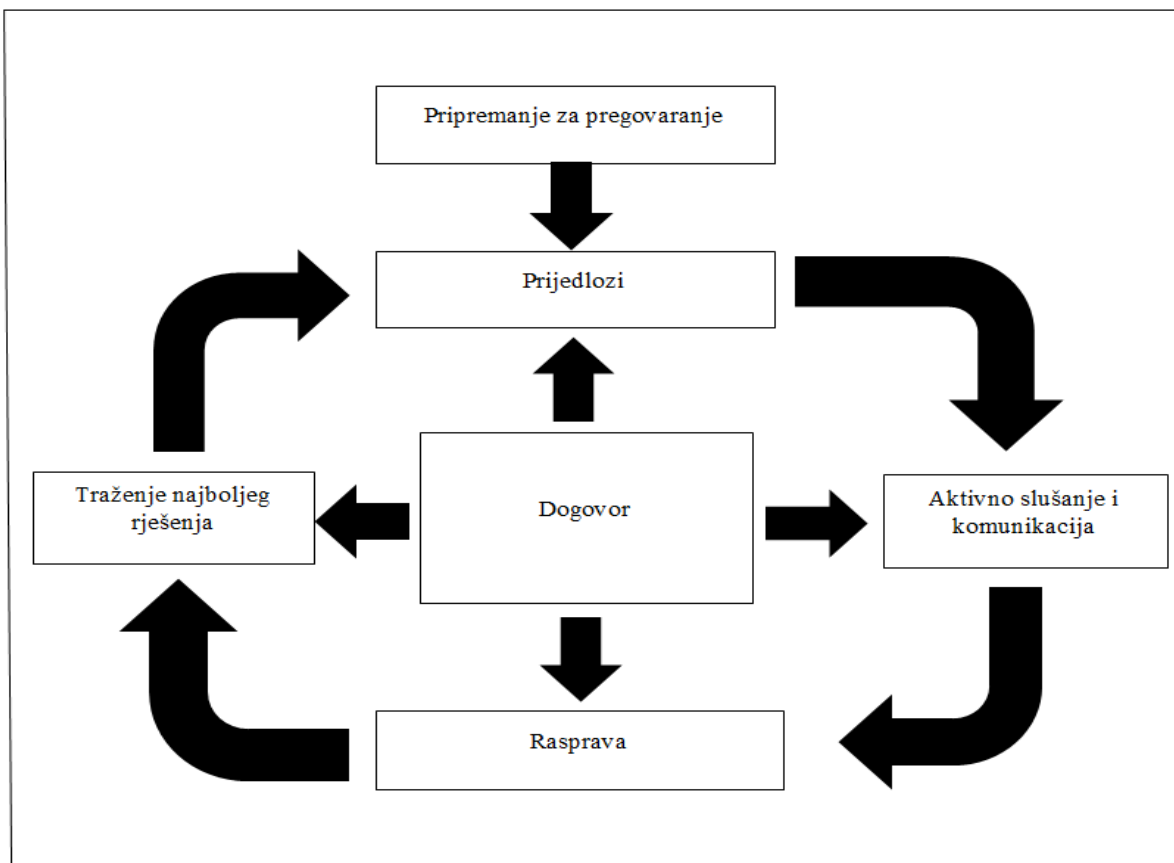 Pripremanje za pregovaranje
Prijedlozi
Traženje najboljeg
rješenja
Dogovor
Aktivno slušanje i
komunikacija
Rasprava